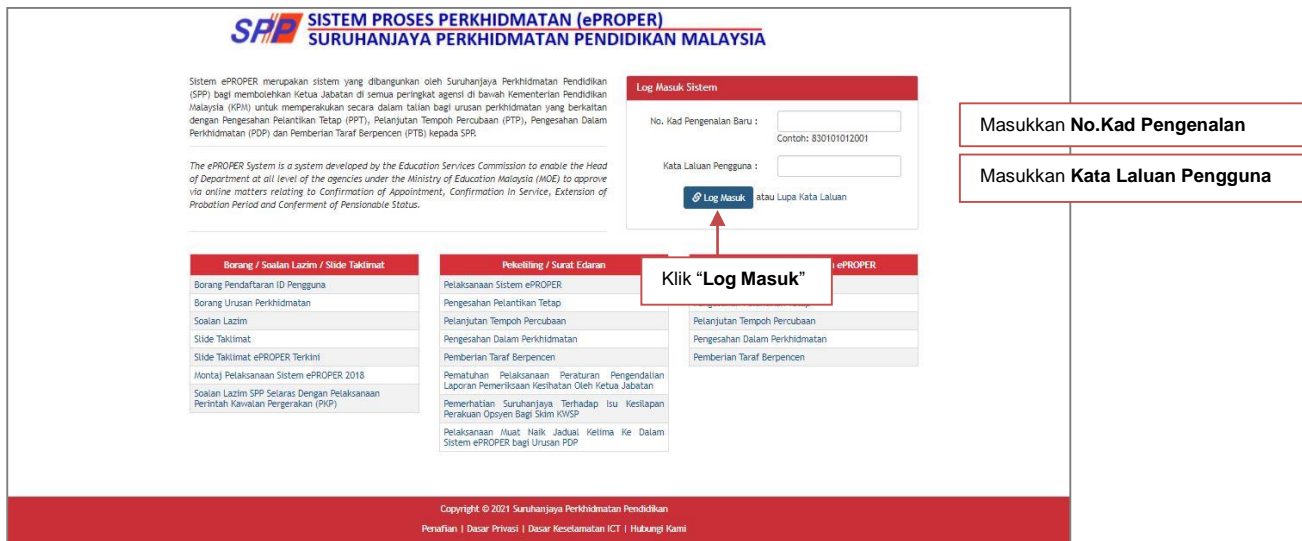 SPP
SISTEM PROSES PERKHIDMATAN (ePROPER)
SURUHANJAYA PERKHIDMATAN PENDIDIKAN MALAYSIA
Sistem ePROPER merupakan sistem yang dibangunkan oleh Suruhanjaya Perkhidmatan Pendidikan
(SPP) bagi membolehkan Ketua Jabatan di semua peringkat agensi di bawah Kementerian Pendidikan
Malaysia (KPM) untuk memperakukan secara dalam talian bagi urusan perkhidmatan yang berkaitan
dengan Pengesahan Pelantikan Tetap (PPT), Pelanjutan Tempoh Percubaan (PTP), Pengesahan Dalam
Perkhidmatan (PDP) dan Pemberian Taraf Berpencen (PTB) kepada SPP.
The ePROPER System is a system developed by the Education Services Commission to enable the Head
of Department at all level of the agencies under the Ministry of Education Malaysia (MOE) to approve
via online matters relating to Confirmation of Appointment, Confirmation In Service, Extension of
Probation Period and Conferment of Pensionable Status.
Log Masuk Sistem
No. Kad Pengenalan Baru :
Contoh: 830101012001
Kata Laluan Pengguna :
Log Masuk atau Lupa Kata Laluan
Masukkan No.Kad Pengenalan
Masukkan Kata Laluan Pengguna
Klik “Log Masuk”
Borang / Soalan Lazim / Slide Taklimat
Borang Pendaftaran ID Pengguna
Borang Urusan Perkhidmatan
Soalan Lazim
Slide Taklimat
Slide Taklimat ePROPER Terkini
Montaj Pelaksanaan Sistem ePROPER 2018
Soalan Lazim SPP Selaras Dengan Pelaksanaan
Perintah Kawalan Pergerakan (PKP)
Pekeliling / Surat Edaran
Pelaksanaan Sistem ePROPER
Pengesahan Pelantikan Tetap
Pelanjutan Tempoh Percubaan
Pengesahan Dalam Perkhidmatan
Pemberian Taraf Berpencen
Pematuhan Pelaksanaan Peraturan Pengendalian
Laporan Pemeriksaan Kesihatan Oleh Ketua Jabatan
Pemerhatian Suruhanjaya Terhadap Isu Kesilapan
Perakuan Opsyen Bagi Skim KWSP
Pelaksanaan Muat Naik Jadual Kelima Ke Dalam
Sistem ePROPER bagi Urusan PDP
ePROPER
Pelanjutan Tempoh Percubaan
Pengesahan Dalam Perkhidmatan
Pemberian Taraf Berpencen
Copyright © 2021 Suruhanjaya Perkhidmatan Pendidikan
Penafian | Dasar Privasi | Dasar Keselamatan ICT | Hubungi Kami